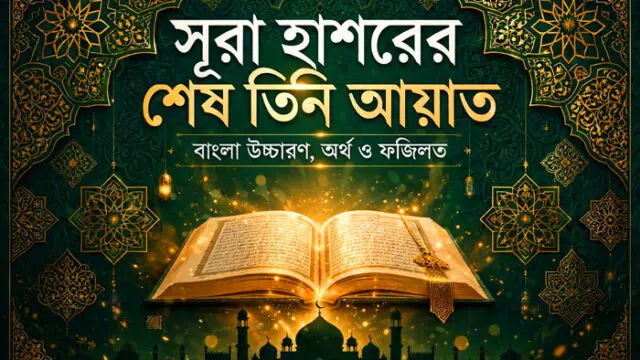 সূরা হাশরের
শেষ তিন আয়াত
বাংলা উচ্চারণ, অর্থ ও ফজিলত